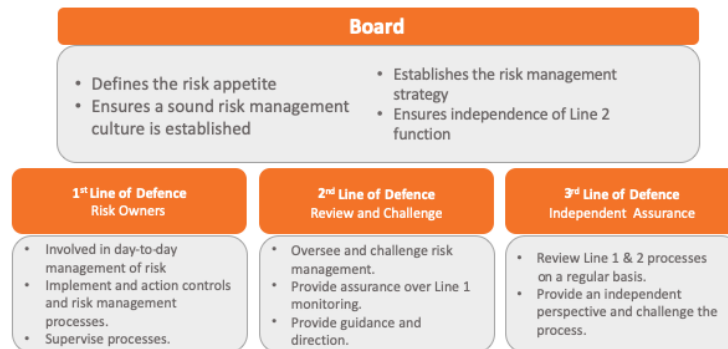 Board
• Defines the risk appetite
• Ensures a sound risk management
culture is established
• Establishes the risk management
strategy
• Ensures independence of Line 2
function
1st Line of Defence
Risk Owners
• Involved in day-to-day
management of risk
• Implement and action controls
and risk management
processes.
• Supervise processes.
2nd Line of Defence
Review and Challenge
• Oversee and challenge risk
management.
• Provide assurance over Line 1
monitoring.
• Provide guidance and
direction.
3rd Line of Defence
Independent Assurance
• Review Line 1 & 2 processes
on a regular basis.
• Provide an independent
perspective and challenge the
process.